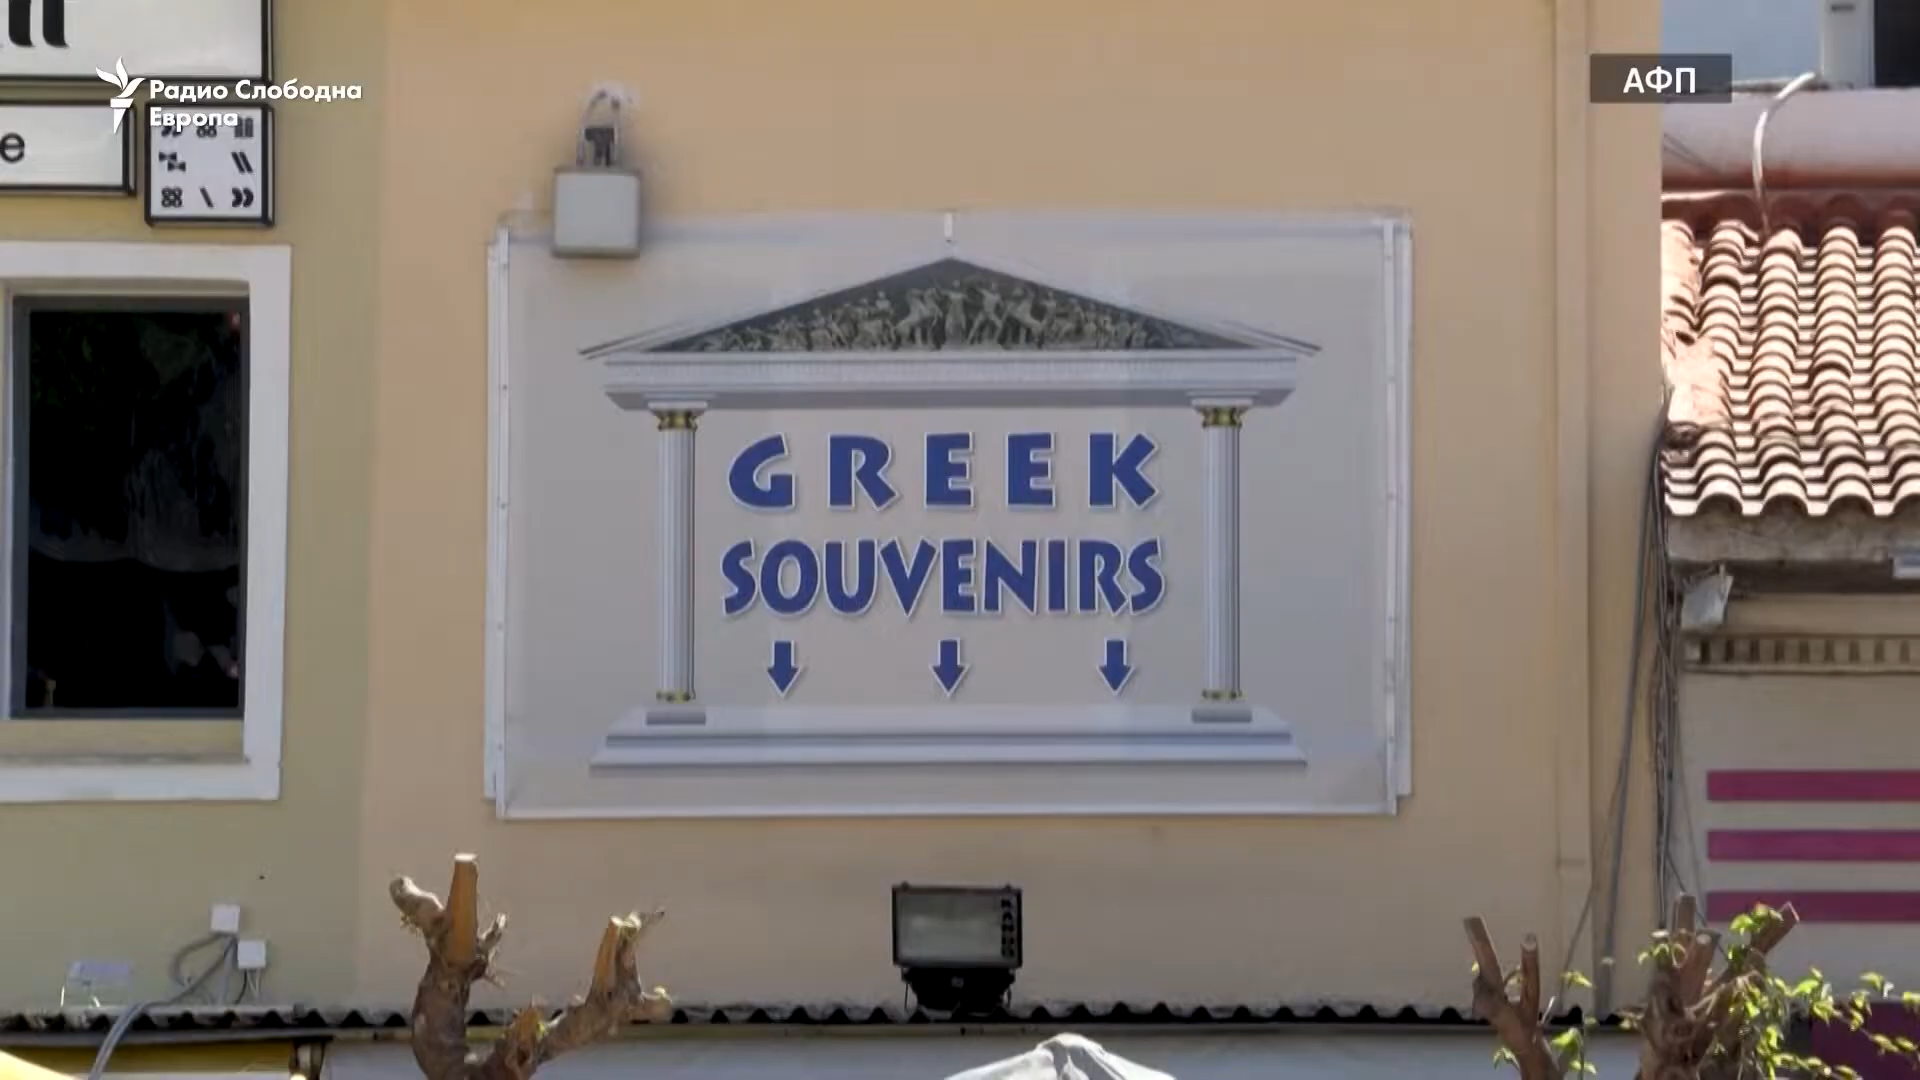 Радио Слободна
Европа
АФП
e
GREEK
SOUVENIRS